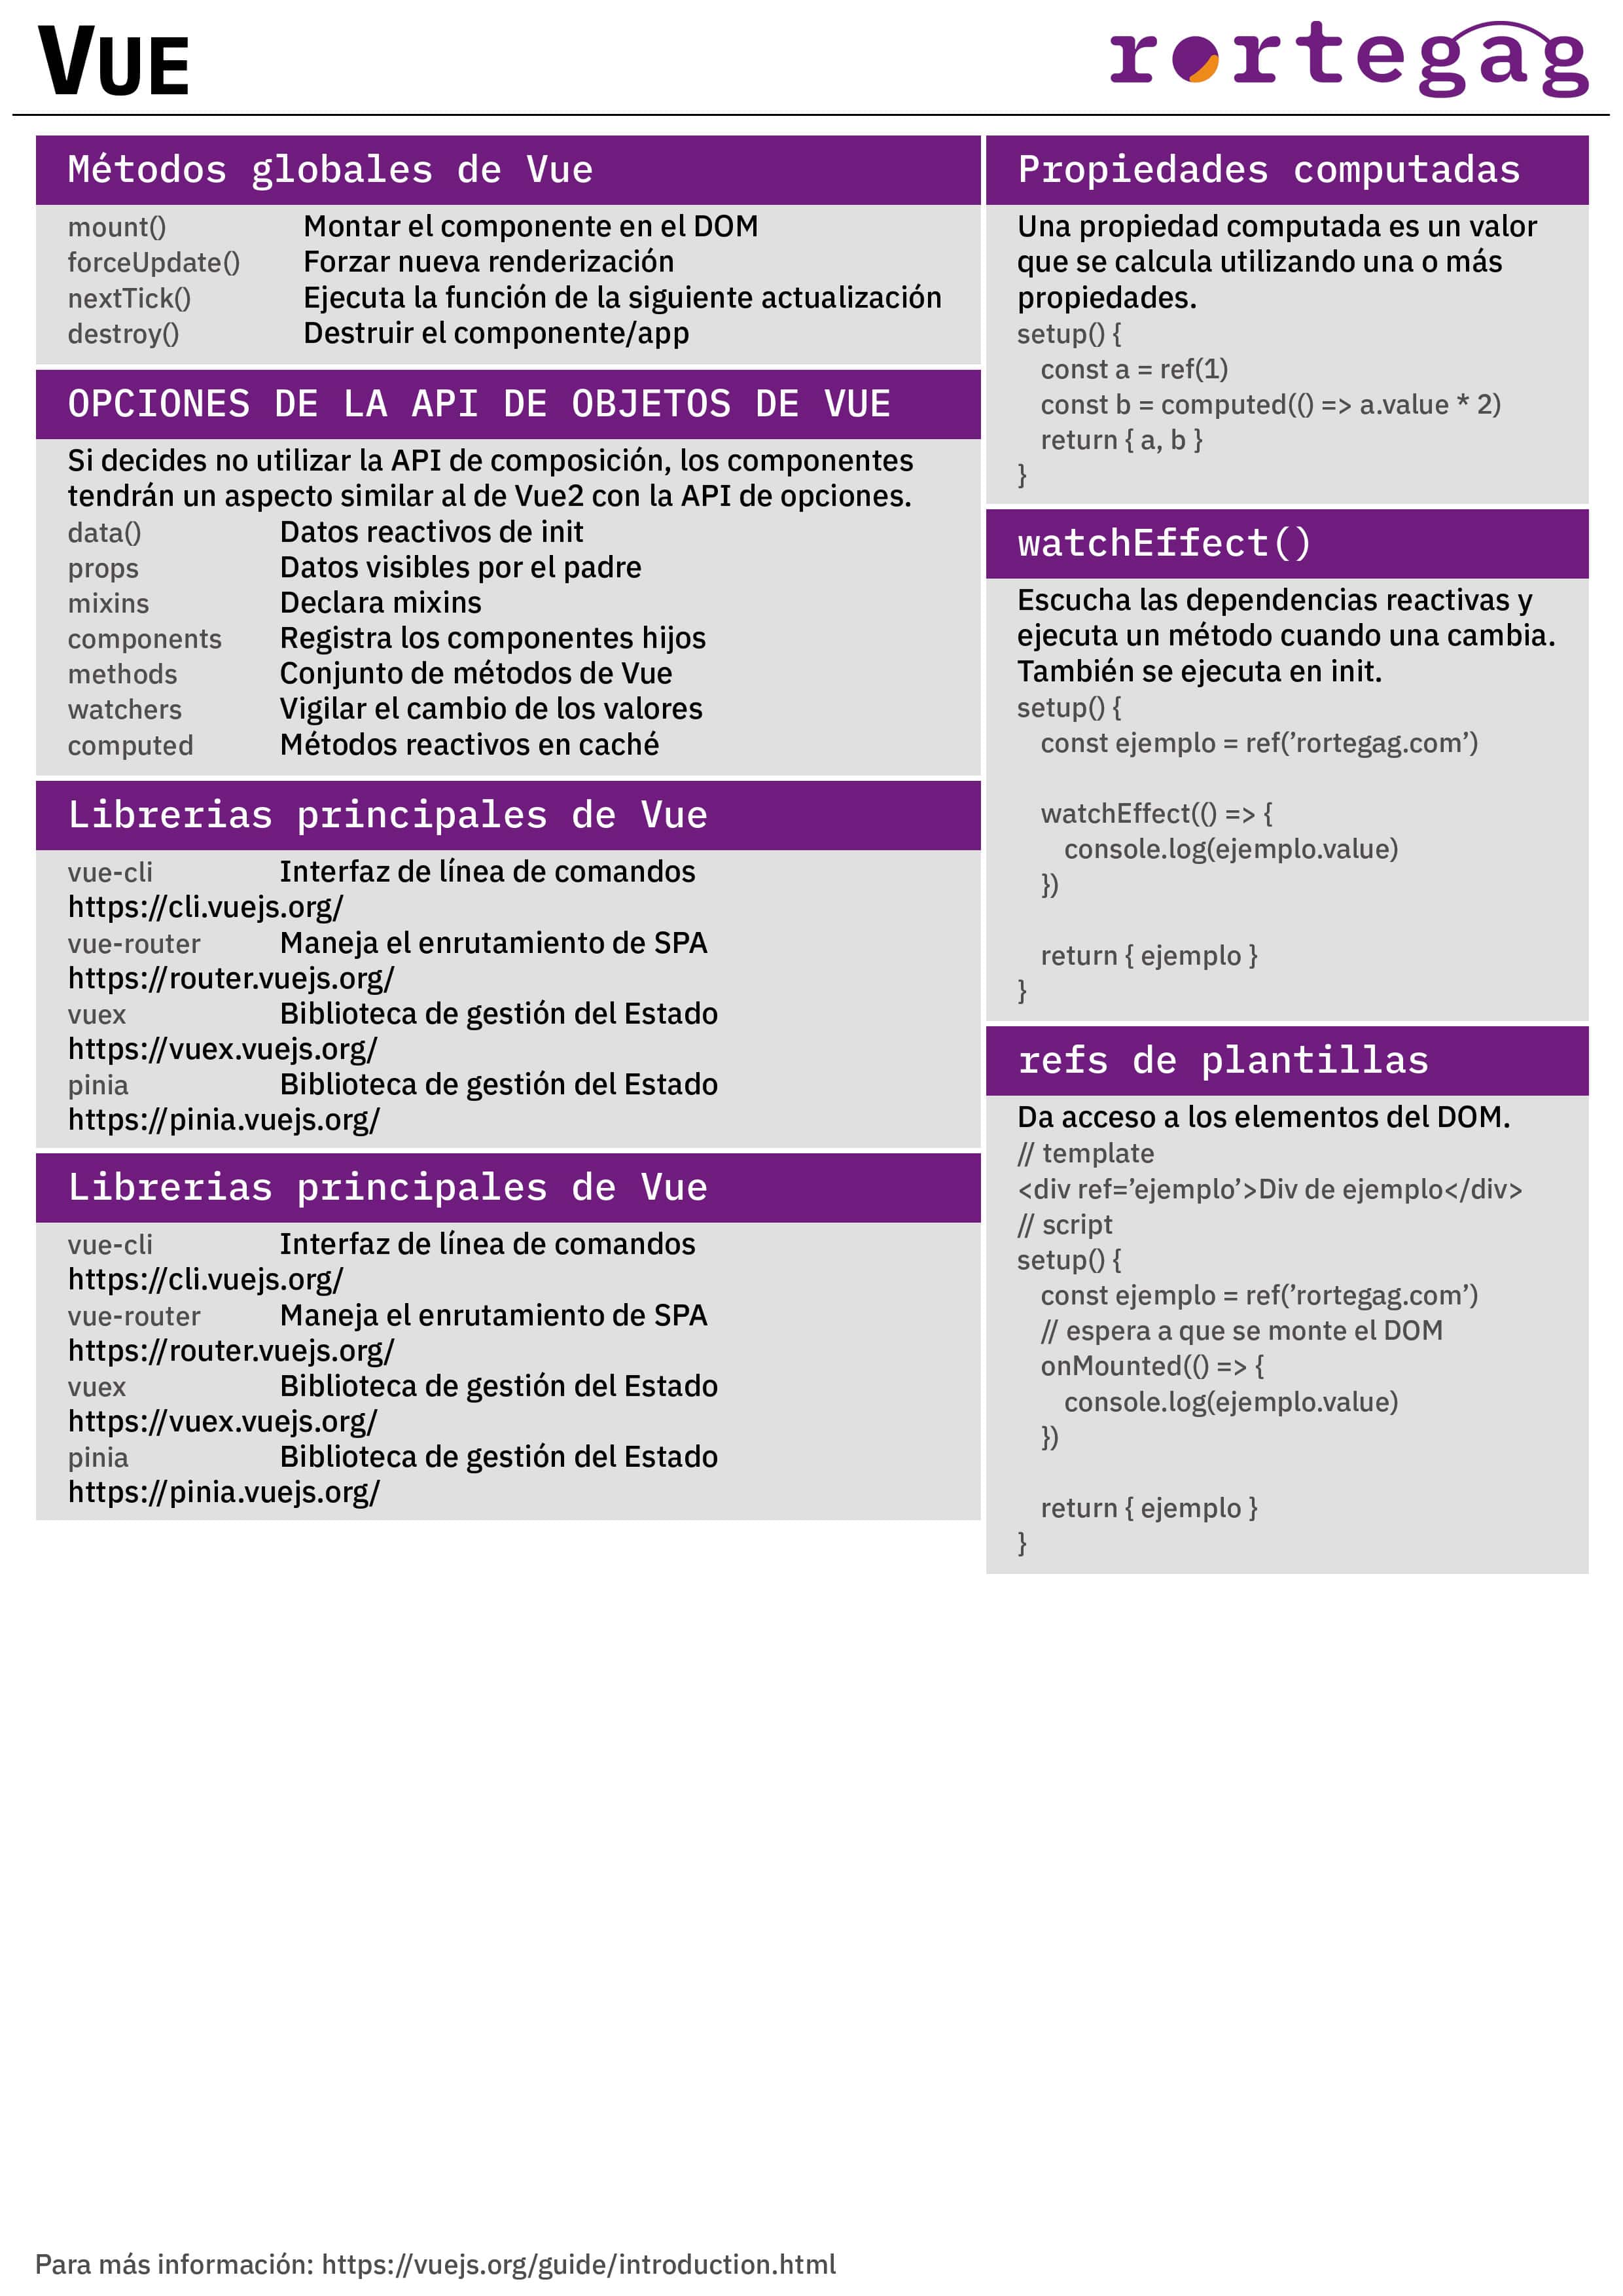 VUE
rortegag
Métodos globales de Vue
mount() Montar el componente en el DOM
forceUpdate() Forzar nueva renderización
nextTick() Ejecuta la función de la siguiente actualización
destroy() Destruir el componente/app
OPCIONES DE LA API DE OBJETOS DE VUE
Si decides no utilizar la API de composición, los componentes
tendrán un aspecto similar al de Vue2 con la API de opciones.
data() Datos reactivos de init
props Datos visibles por el padre
mixins Declara mixins
components Registra los componentes hijos
methods Conjunto de métodos de Vue
watchers Vigilar el cambio de los valores
computed Métodos reactivos en caché
Librerias principales de Vue
vue-cli Interfaz de línea de comandos
https://cli.vuejs.org/
vue-router Maneja el enrutamiento de SPA
https://router.vuejs.org/
vuex Biblioteca de gestión del Estado
https://vuex.vuejs.org/
pinia Biblioteca de gestión del Estado
https://pinia.vuejs.org/
Librerias principales de Vue
vue-cli Interfaz de línea de comandos
https://cli.vuejs.org/
vue-router Maneja el enrutamiento de SPA
https://router.vuejs.org/
vuex Biblioteca de gestión del Estado
https://vuex.vuejs.org/
pinia Biblioteca de gestión del Estado
https://pinia.vuejs.org/
Propiedades computadas
Una propiedad computada es un valor
que se calcula utilizando una o más
propiedades.
setup() {
const a = ref(1)
const b = computed(() => a.value * 2)
return { a, b }
}
watchEffect()
Escucha las dependencias reactivas y
ejecuta un método cuando una cambia.
También se ejecuta en init.
setup() {
const ejemplo = ref(’rortegag.com’)
watchEffect(() => {
console.log(ejemplo.value)
})
return { ejemplo }
}
refs de plantillas
Da acceso a los elementos del DOM.
// template
<div ref=’ejemplo’>Div de ejemplo</div>
// script
setup() {
const ejemplo = ref(’rortegag.com’)
// espera a que se monte el DOM
onMounted(() => {
console.log(ejemplo.value)
})
return { ejemplo }
}
Para más información: https://vuejs.org/guide/introduction.html